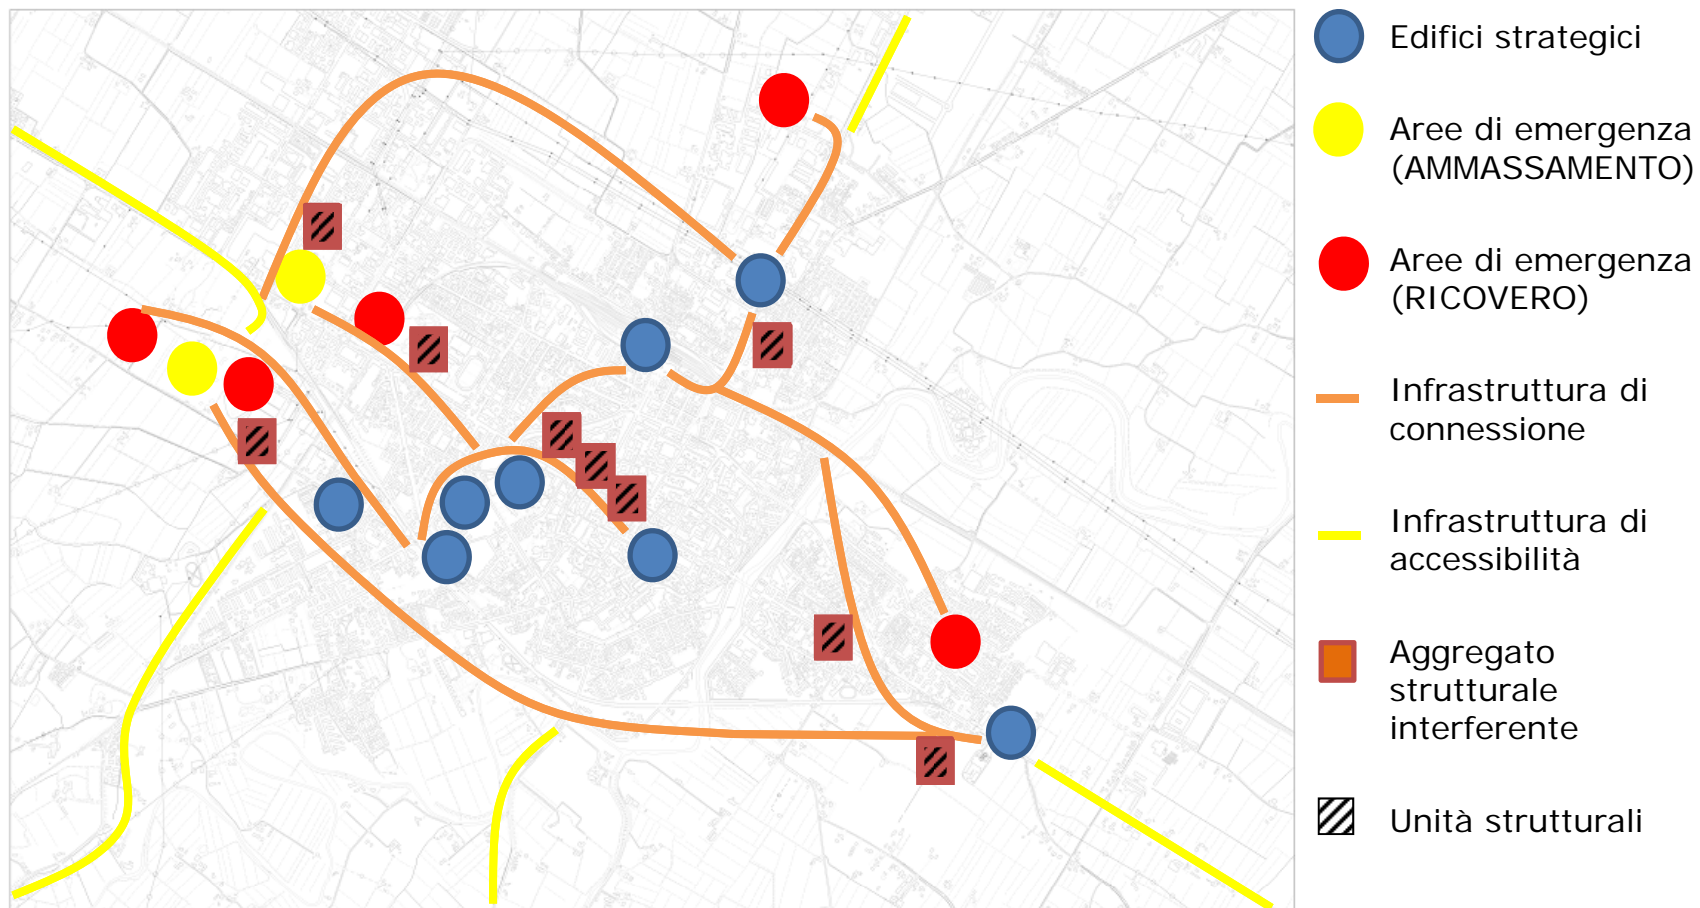 Edifici strategici
Aree di emergenza
(AMMASSAMENTO)
Aree di emergenza
(RICOVERO)
Infrastruttura di
connessione
Infrastruttura di
accessibilità
Aggregato
strutturale
interferente
Unità strutturali